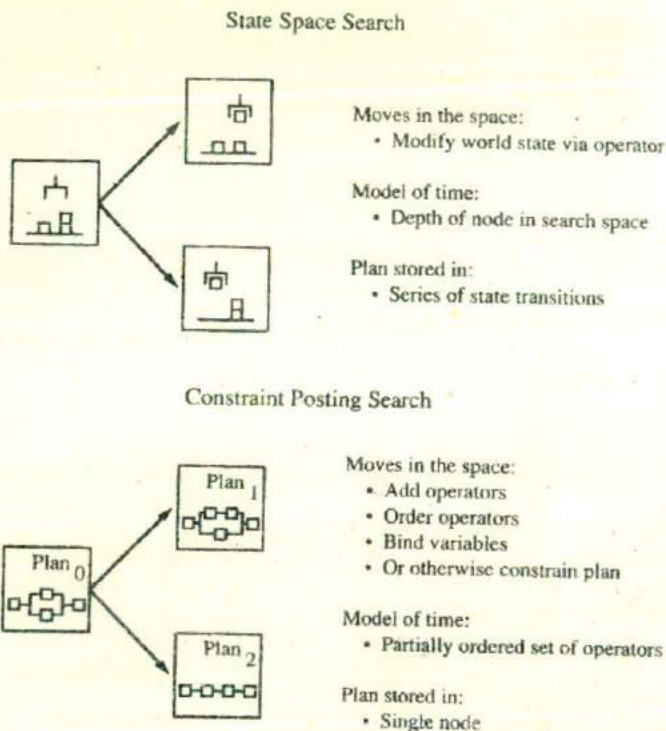 State Space Search
Moves in the space:
• Modify world state via operator
Model of time:
• Depth of node in search space
Plan stored in:
• Series of state transitions
Constraint Posting Search
Plan 0
Plan 1
Plan 2
Moves in the space:
• Add operators
• Order operators
• Bind variables
• Or otherwise constrain plan
Model of time:
• Partially ordered set of operators
Plan stored in:
• Single node